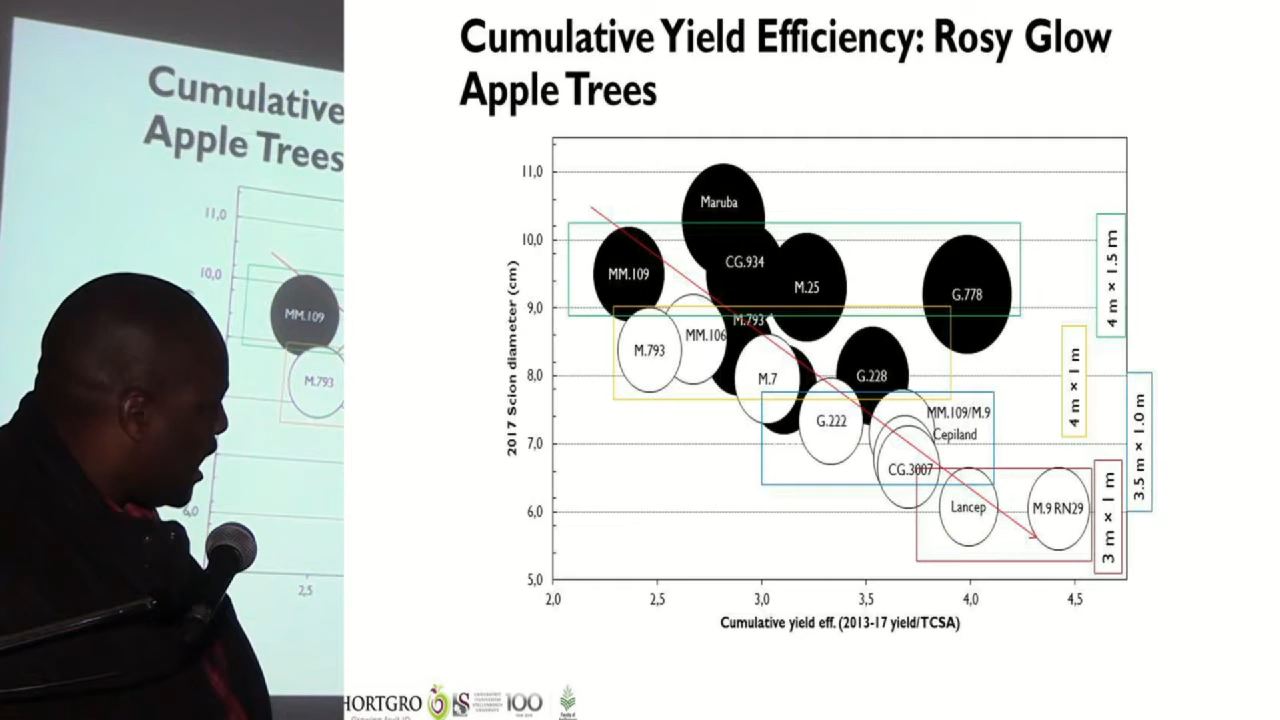 Cumulative
Apple Trees
11,0
10,0
MM.109
M.793
6,0
2,5
Cumulative Yield Efficiency: Rosy Glow
Apple Trees
2017 Scion diameter (cm)
11,0
10,0
9,0
8,0
7,0
6,0
5,0
2,0
2,5
3,0
3,5
4,0
4,5
Cumulative yield eff. (2013-17 yield/TCSA)
Maruba
MM.109
CG.934
M.25
G.778
M.793
MM.106
M.793
M.7
G.228
G.222
MM.109/M.9
Cepiland
CG.3007
Lancep
M.9 RN29
4 m × 1.5 m
4 m × 1 m
3.5 m × 1.0 m
3 m × 1 m
HORTGRO
100